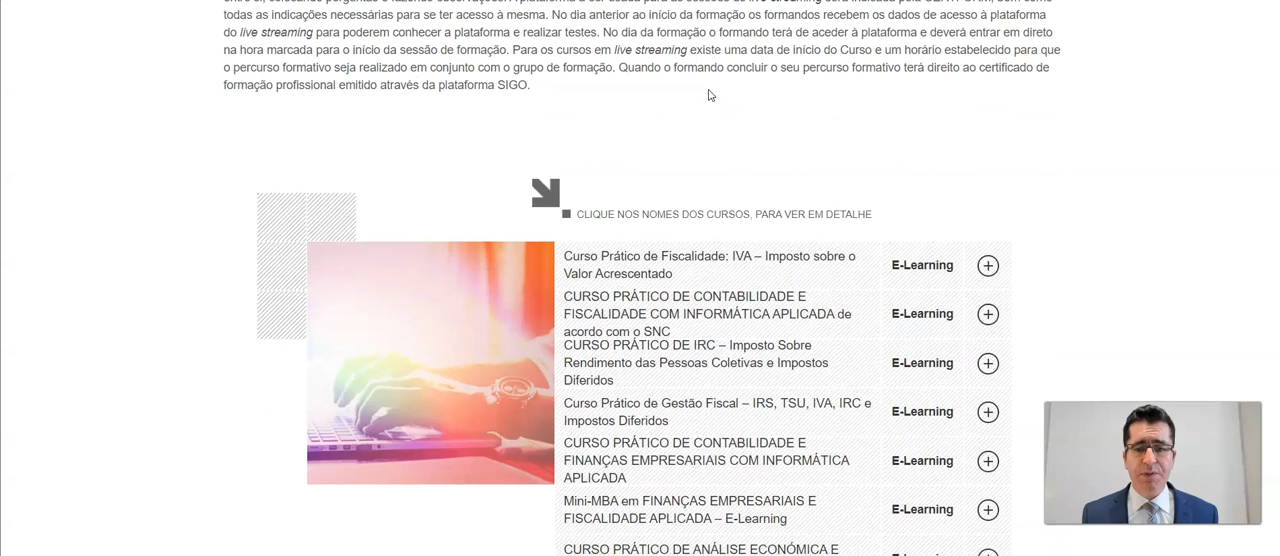 todas as indicações necessárias para se ter acesso à mesma. No dia anterior ao início da formação os formandos recebem os dados de acesso à plataforma
do live streaming para poderem conhecer a plataforma e realizar testes. No dia da formação o formando terá de aceder à plataforma e deverá entrar em direto
na hora marcada para o início da sessão de formação. Para os cursos em live streaming existe uma data de início do Curso e um horário estabelecido para que
o percurso formativo seja realizado em conjunto com o grupo de formação. Quando o formando concluir o seu percurso formativo terá direito ao certificado de
formação profissional emitido através da plataforma SIGO.
CLIQUE NOS NOMES DOS CURSOS, PARA VER EM DETALHE
Curso Prático de Fiscalidade: IVA – Imposto sobre o
Valor Acrescentado
E-Learning
CURSO PRÁTICO DE CONTABILIDADE E
FISCALIDADE COM INFORMÁTICA APLICADA de
acordo com o SNC
E-Learning
CURSO PRÁTICO DE IRC – Imposto Sobre
Rendimento das Pessoas Coletivas e Impostos
Diferidos
E-Learning
Curso Prático de Gestão Fiscal – IRS, TSU, IVA, IRC e
Impostos Diferidos
E-Learning
CURSO PRÁTICO DE CONTABILIDADE E
FINANÇAS EMPRESARIAIS COM INFORMÁTICA
APLICADA
E-Learning
Mini-MBA em FINANÇAS EMPRESARIAIS E
FISCALIDADE APLICADA – E-Learning
E-Learning
CURSO PRÁTICO DE ANÁLISE ECONÓMICA E